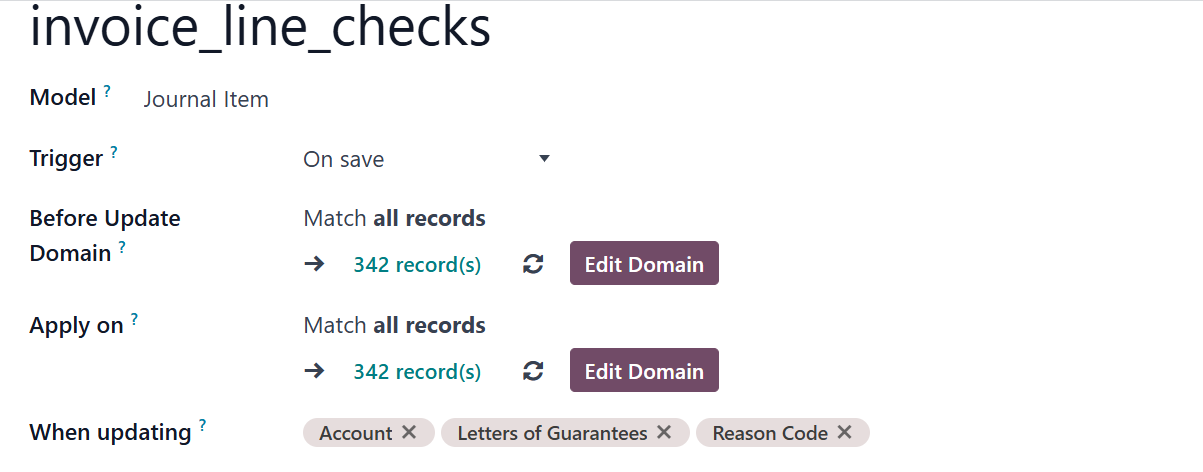 invoice_line_checks
Model ? Journal Item
Trigger ? On save
Before Update Domain ? Match all records
342 record(s) Edit Domain
Apply on ? Match all records
342 record(s) Edit Domain
When updating ? Account × Letters of Guarantees × Reason Code ×